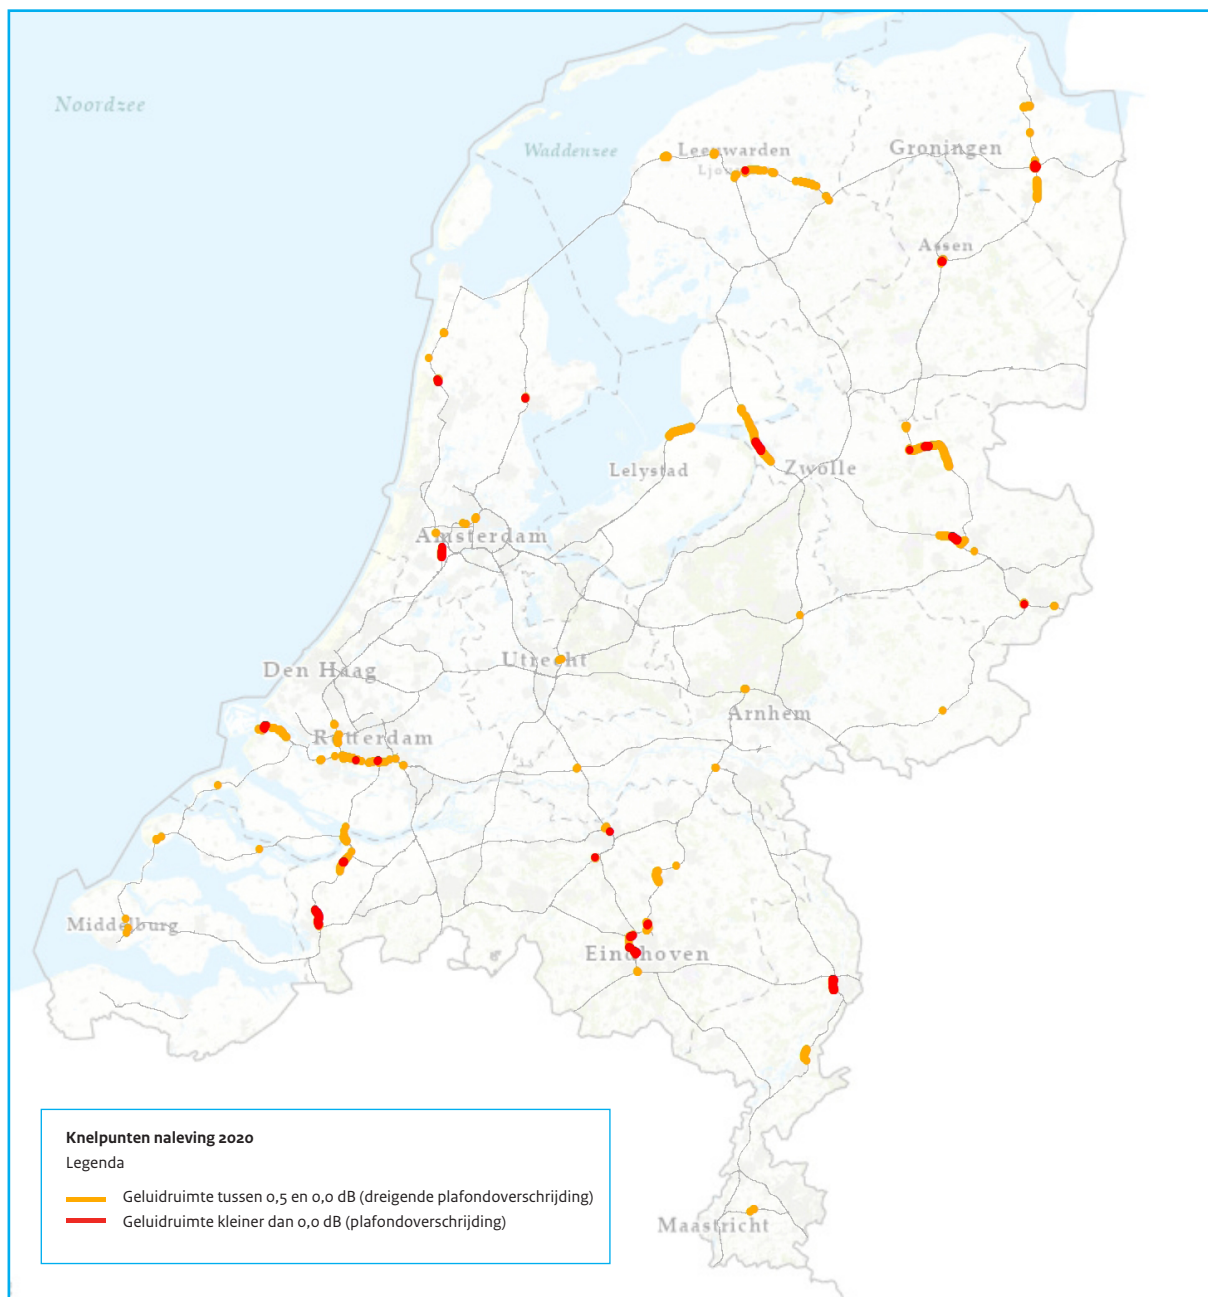 Noordzee
Waddenzee
Leeuwarden
Groningen
Assen
Lelystad
Zwolle
Amsterdam
Den Haag
Utrecht
Arnhem
Rotterdam
Middelburg
Eindhoven
Maastricht
Knelpunten naleving 2020
Legenda
Geluidruimte tussen 0,5 en 0,0 dB (dreigende plafondoverschrijding)
Geluidruimte kleiner dan 0,0 dB (plafondoverschrijding)